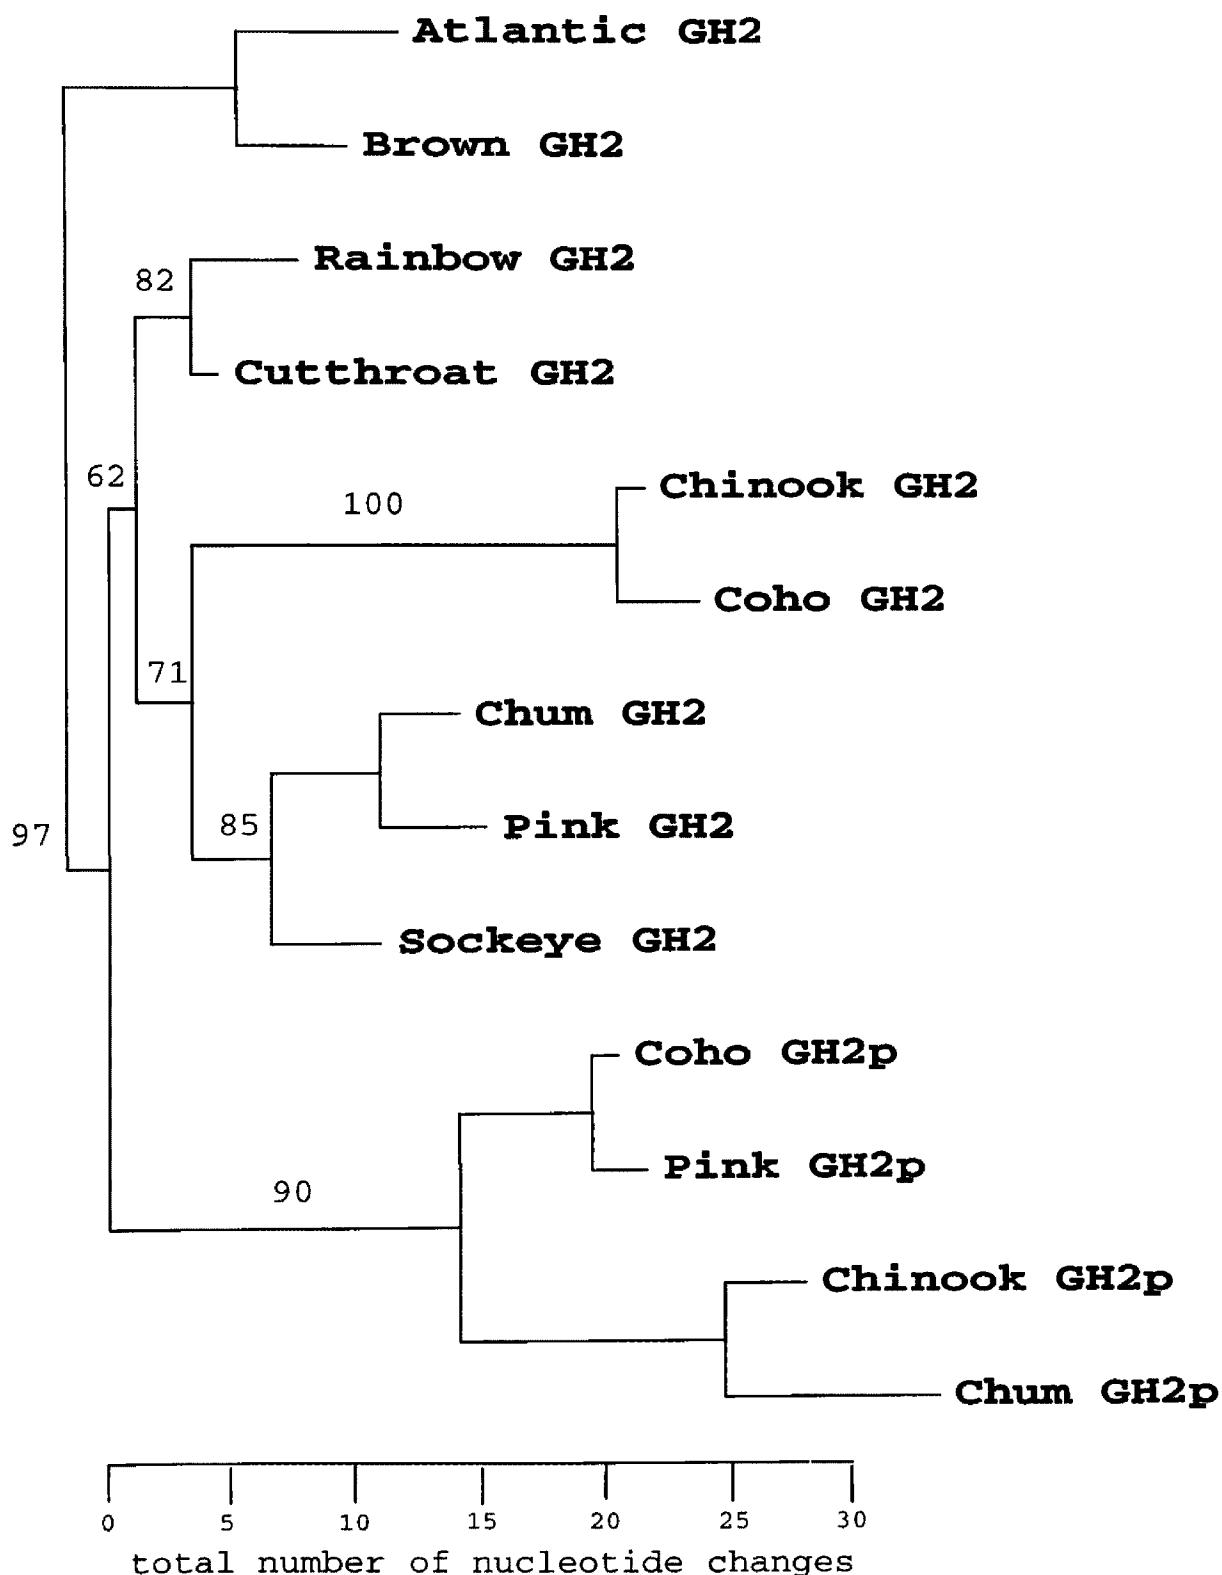 Atlantic GH2
Brown GH2
Rainbow GH2
82
Cutthroat GH2
62
Chinook GH2
100
Coho GH2
71
Chum GH2
85
Pink GH2
97
Sockeye GH2
Coho GH2p
Pink GH2p
90
Chinook GH2p
Chum GH2p
0 5 10 15 20 25 30
total number of nucleotide changes